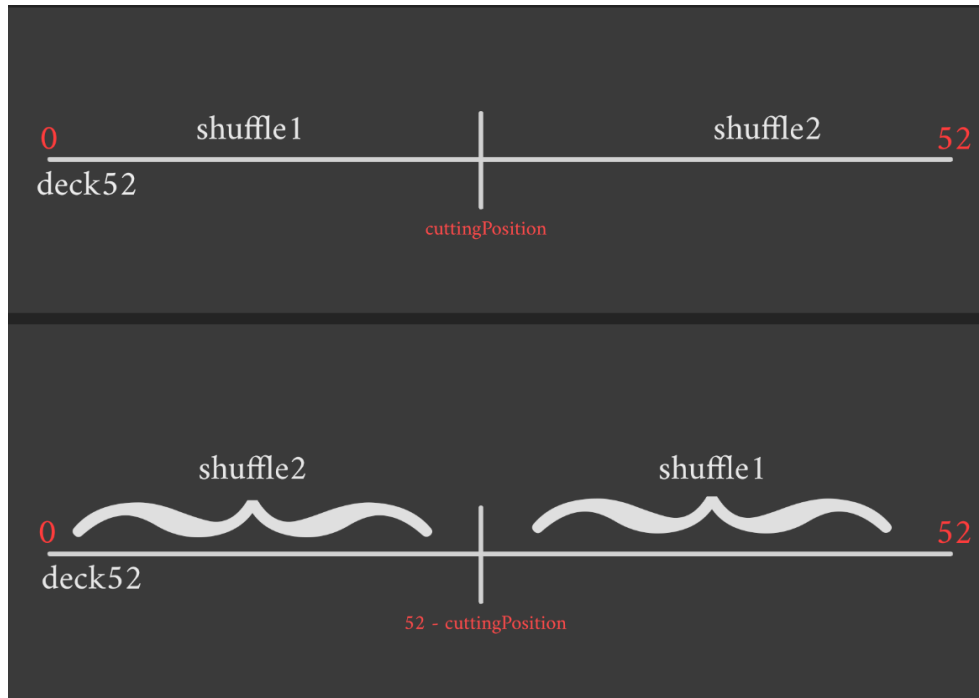 shuffle1
shuffle2
0
52
deck52
cuttingPosition
shuffle2
shuffle1
0
52
deck52
52 - cuttingPosition